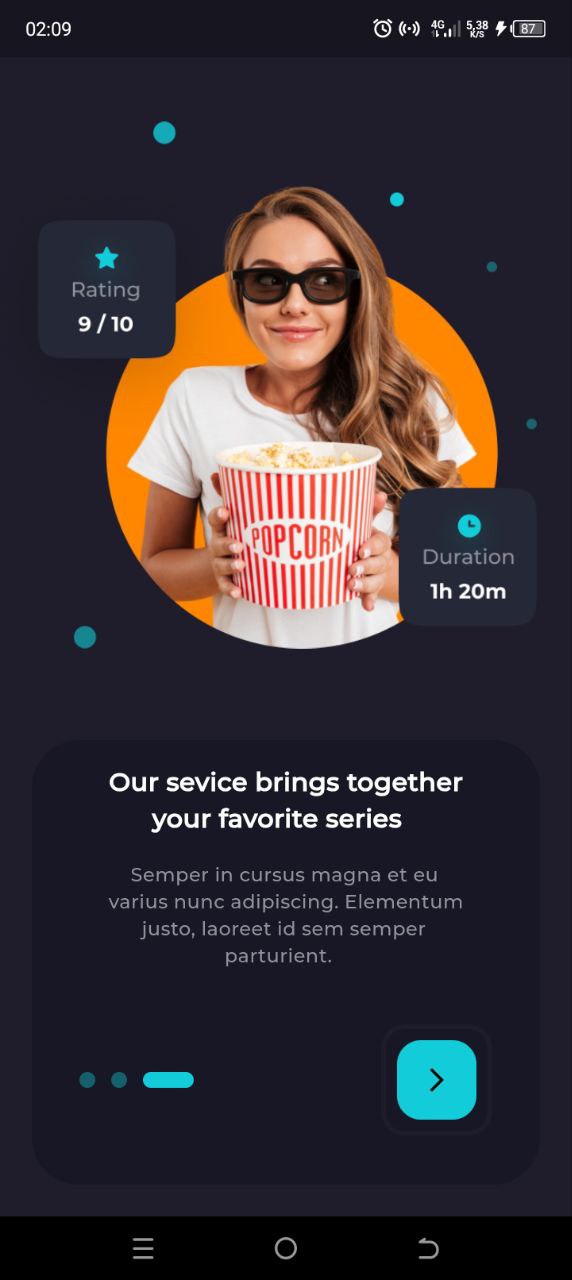 02:09
4G
5,38
K/S
87
Rating
9 / 10
POPCORN
Duration
1h 20m
Our sevice brings together
your favorite series
Semper in cursus magna et eu
varius nunc adipiscing. Elementum
justo, laoreet id sem semper
parturient.